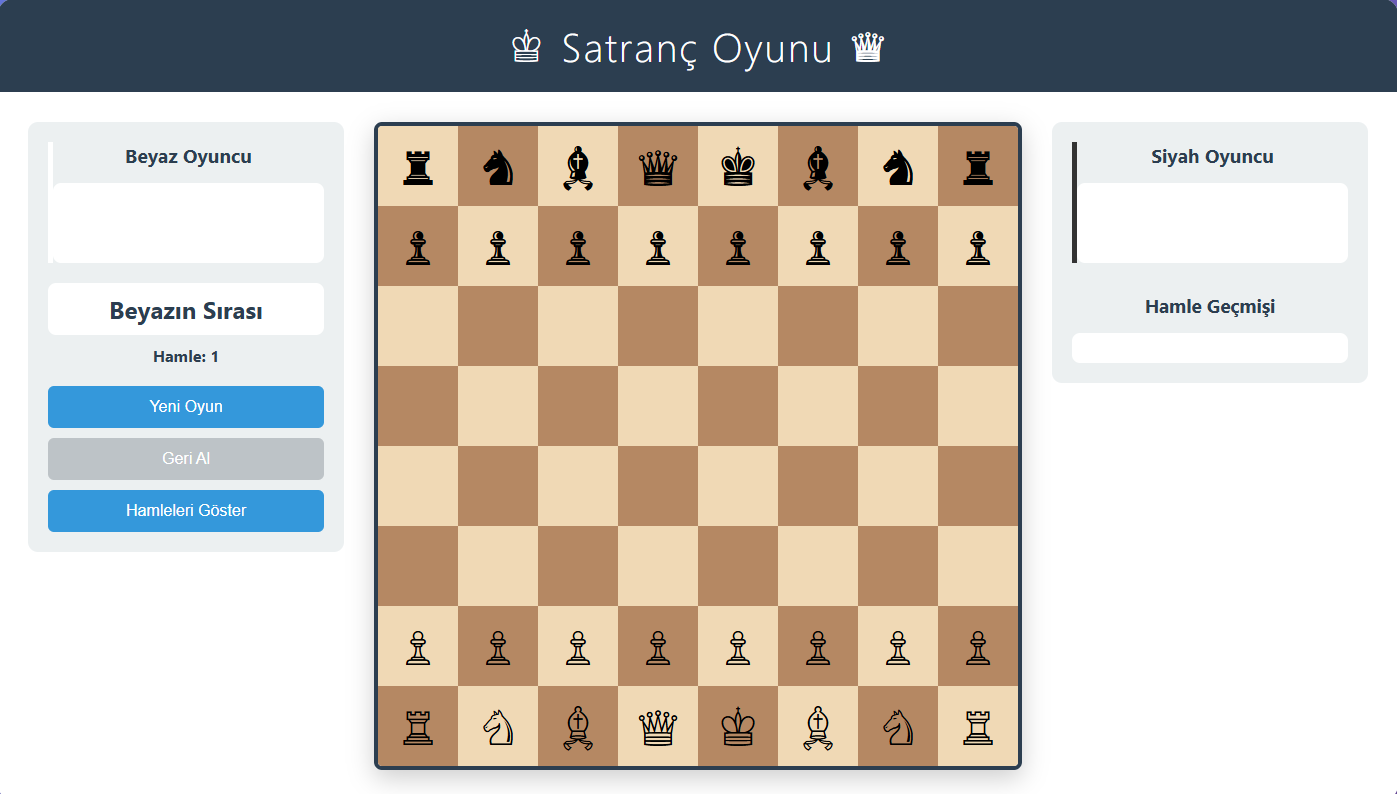 ♔ Satranç Oyunu ♛
Beyaz Oyuncu
Beyazın Sırası
Hamle: 1
Yeni Oyun
Geri Al
Hamleleri Göster
Siyah Oyuncu
Hamle Geçmişi